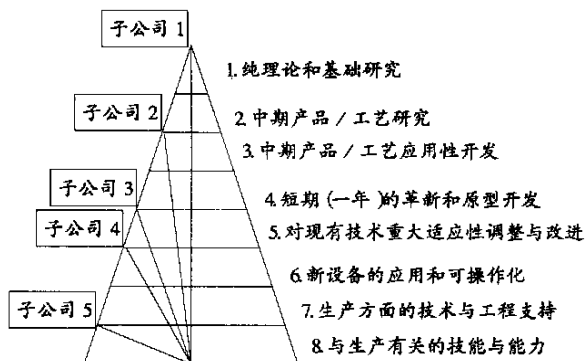 子公司 1
1.纯理论和基础研究
子公司 2
2.中期产品/工艺研究
3.中期产品/工艺应用性开发
子公司 3
4.短期(一年)的革新和原型开发
子公司 4
5.对现有技术重大适应性调整与改进
6.新设备的应用和可操作化
子公司 5
7.生产方面的技术与工程支持
8.与生产有关的技能与能力